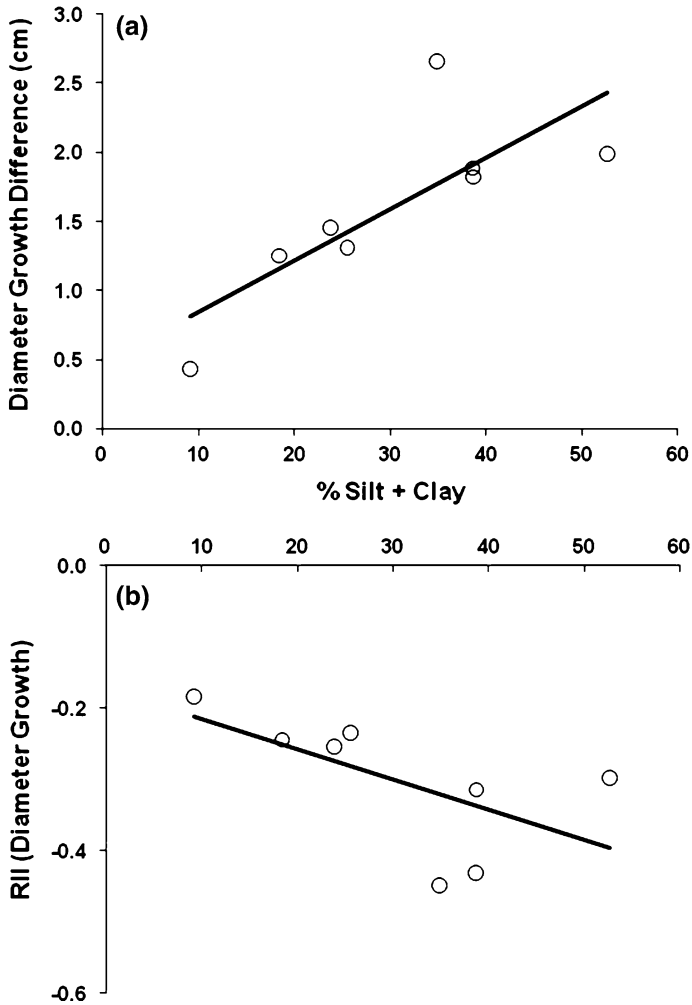 (a)
Diameter Growth Difference (cm)
3.0
2.5
2.0
1.5
1.0
0.5
0.0
0 10 20 30 40 50 60
% Silt + Clay
0 10 20 30 40 50 60
(b)
RII (Diameter Growth)
0.0
-0.2
-0.4
-0.6